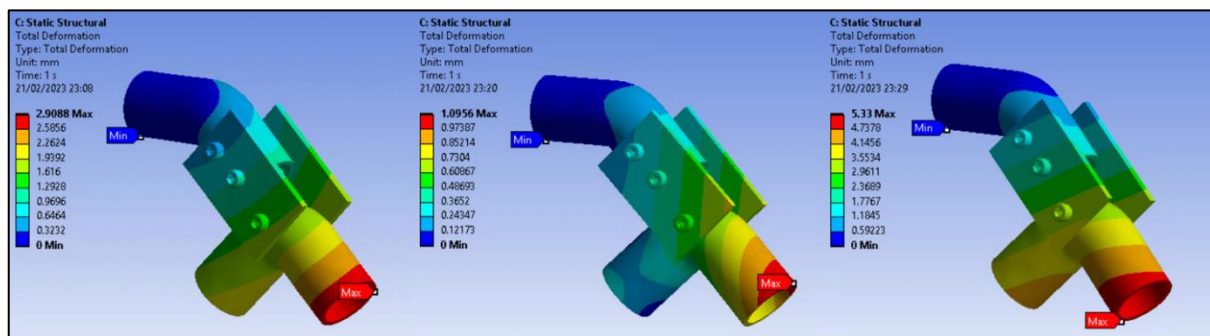 C: Static Structural
Total Deformation
Type: Total Deformation
Unit: mm
Time: 1 s
21/02/2023 23:08
2.9088 Max
2.5856
2.2624
1.9392
1.616
1.2928
0.9696
0.6464
0.3232
0 Min
Min
Max
C: Static Structural
Total Deformation
Type: Total Deformation
Unit: mm
Time: 1 s
21/02/2023 23:20
1.0956 Max
0.97387
0.85214
0.7304
0.60867
0.48693
0.3652
0.24347
0.12173
0 Min
Min
Max
C: Static Structural
Total Deformation
Type: Total Deformation
Unit: mm
Time: 1 s
21/02/2023 23:29
5.33 Max
4.7378
4.1456
3.5534
2.9611
2.3689
1.7767
1.1845
0.59223
0 Min
Min
Max